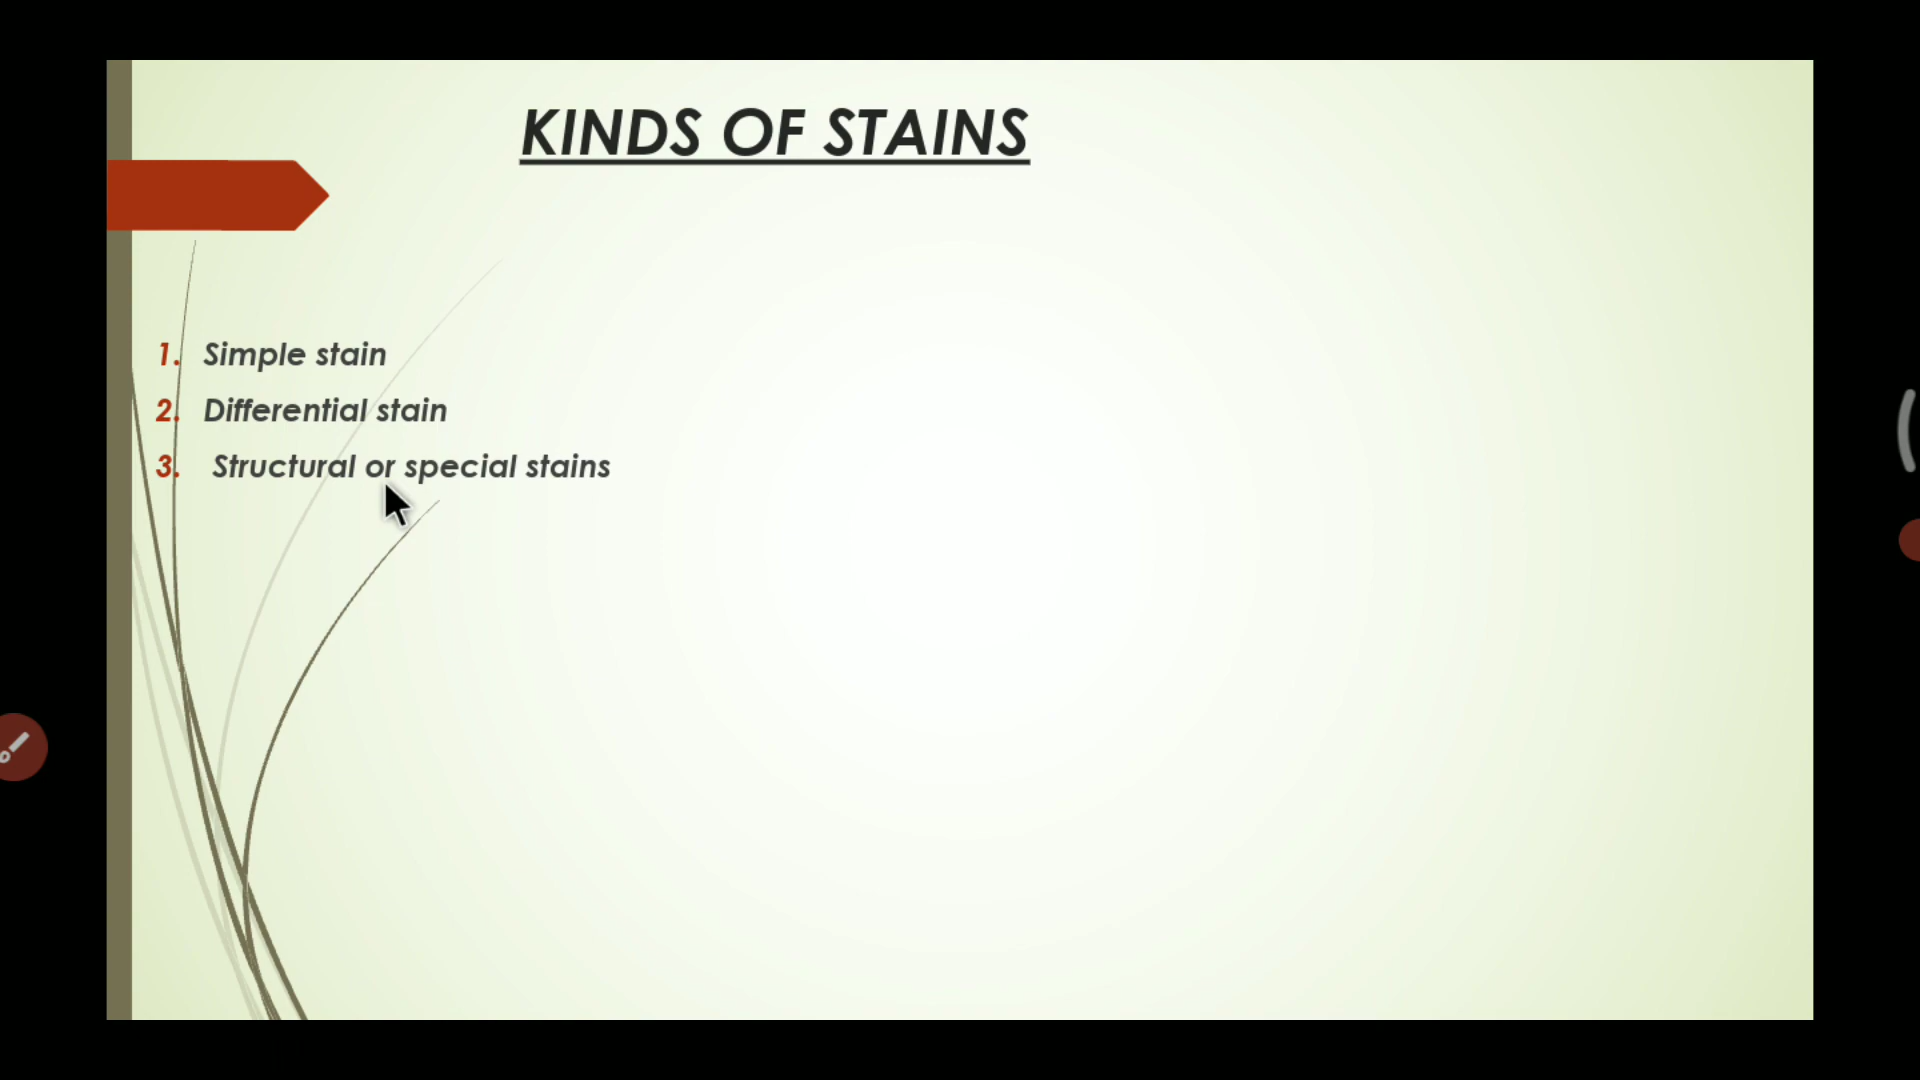 KINDS OF STAINS
1. Simple stain
2. Differential stain
3. Structural or special stains